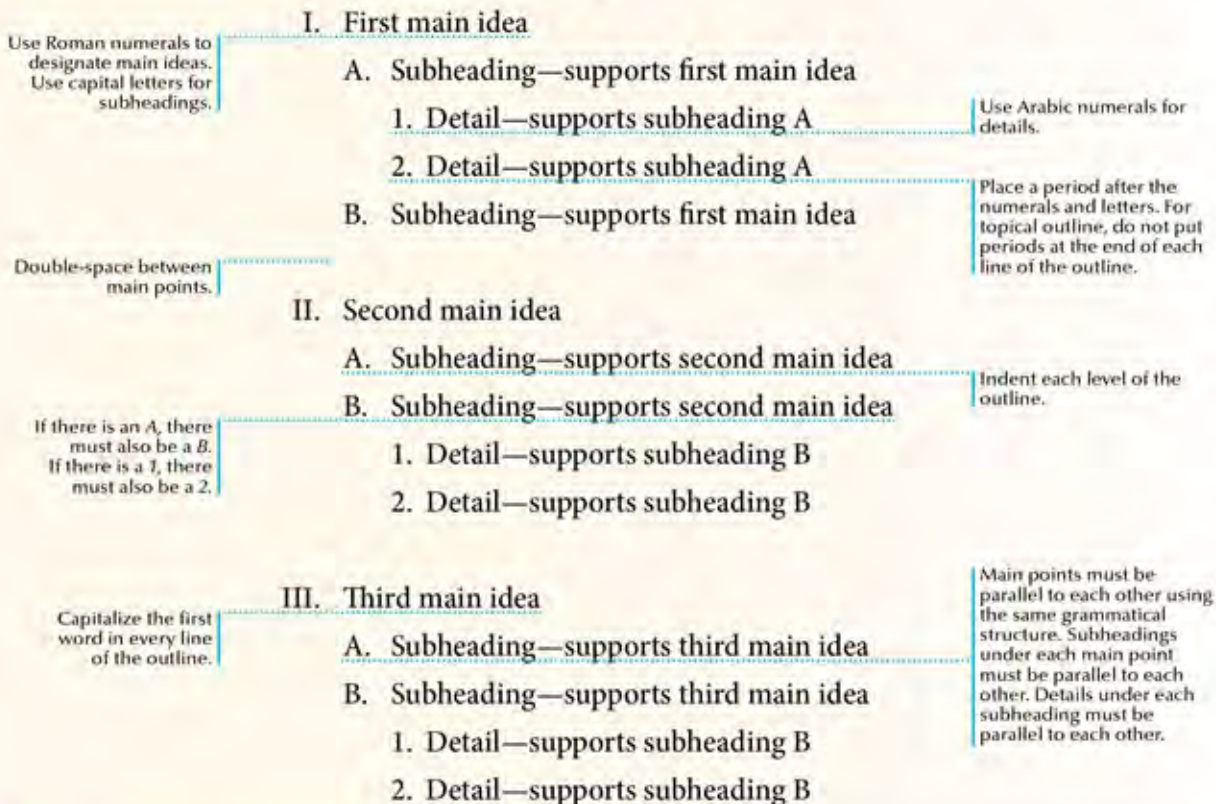 I. First main idea
Use Roman numerals to
designate main ideas.
Use capital letters for
subheadings.
A. Subheading—supports first main idea
1. Detail—supports subheading A
Use Arabic numerals for
details.
2. Detail—supports subheading A
Place a period after the
numerals and letters. For
topical outline, do not put
periods at the end of each
line of the outline.
B. Subheading—supports first main idea
Double-space between
main points.
II. Second main idea
A. Subheading—supports second main idea
Indent each level of the
outline.
B. Subheading—supports second main idea
If there is an A, there
must also be a B.
If there is a 1, there
must also be a 2.
1. Detail—supports subheading B
2. Detail—supports subheading B
III. Third main idea
Capitalize the first
word in every line
of the outline.
A. Subheading—supports third main idea
Main points must be
parallel to each other using
the same grammatical
structure. Subheadings
under each main point
must be parallel to each
other. Details under each
subheading must be
parallel to each other.
B. Subheading—supports third main idea
1. Detail—supports subheading B
2. Detail—supports subheading B